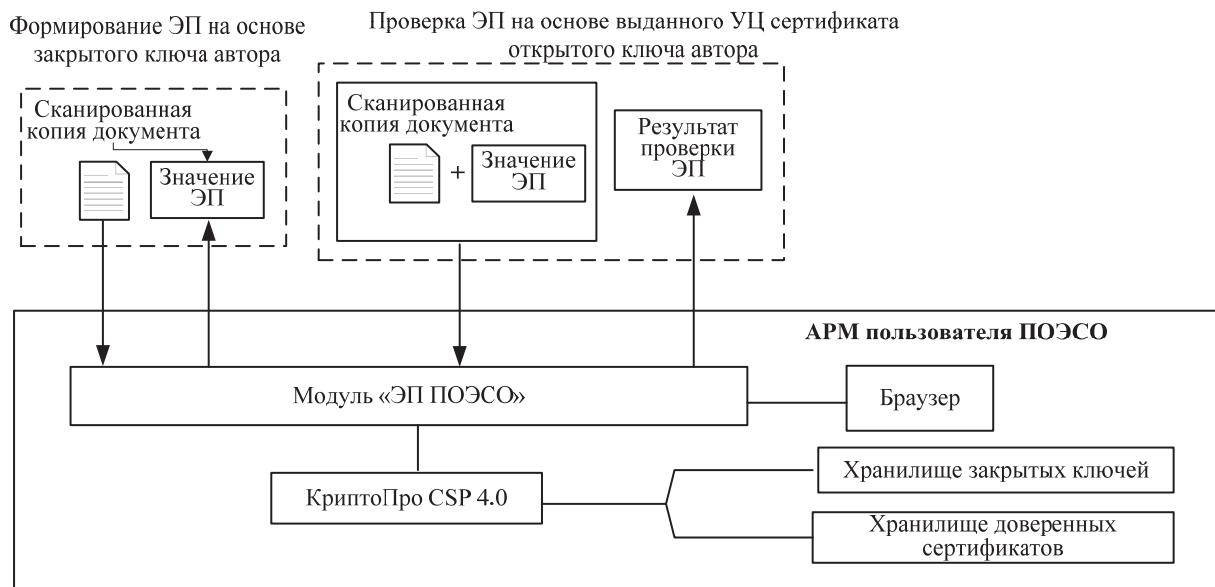 Формирование ЭП на основе
закрытого ключа автора
Проверка ЭП на основе выданного УЦ сертификата
открытого ключа автора
Сканированная
копия документа
Значение
ЭП
Сканированная
копия документа
+
Значение
ЭП
Результат
проверки
ЭП
АРМ пользователя ПОЭСО
Модуль «ЭП ПОЭСО»
Браузер
КриптоПро CSP 4.0
Хранилище закрытых ключей
Хранилище доверенных
сертификатов